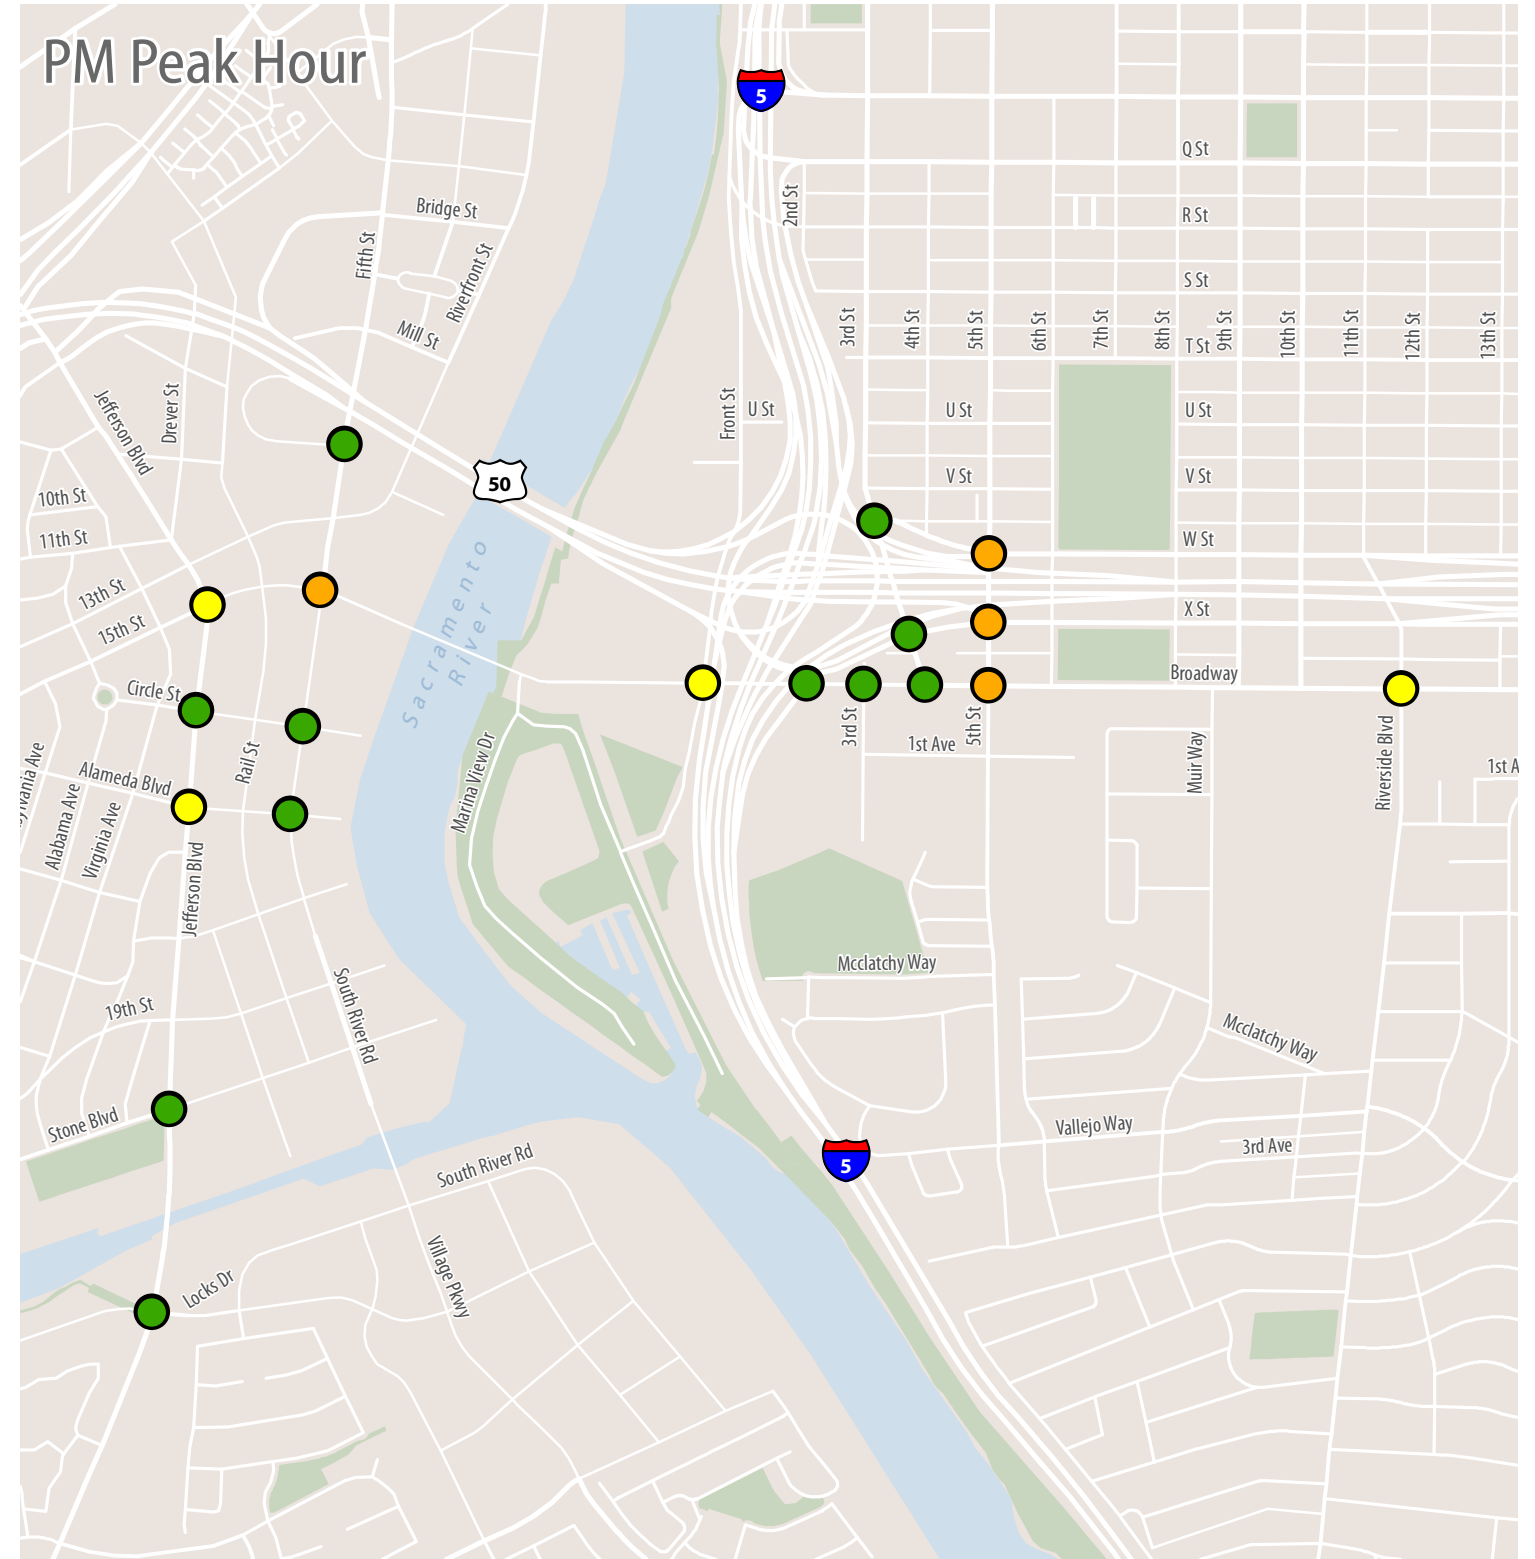 PM Peak Hour
5
Q St
Bridge St
2nd St
R St
Fifth St
Riverfront St
S St
Mill St
3rd St
4th St
5th St
6th St
7th St
8th St
9th St
10th St
11th St
12th St
13th St
T St
Jefferson Blvd
Drever St
Front St
U St
U St
U St
V St
V St
50
10th St
11th St
W St
Sacramento
River
13th St
15th St
X St
Circle St
Broadway
3rd St
5th St
1st Ave
Muir Way
Riverside Blvd
1st A
Rail St
Marina View Dr
ylvania Ave
Alameda Blvd
Alabama Ave
Virginia Ave
Jefferson Blvd
Mcclatchy Way
South River Rd
19th St
Mcclatchy Way
Stone Blvd
Vallejo Way
3rd Ave
5
South River Rd
Village Pkwy
Locks Dr